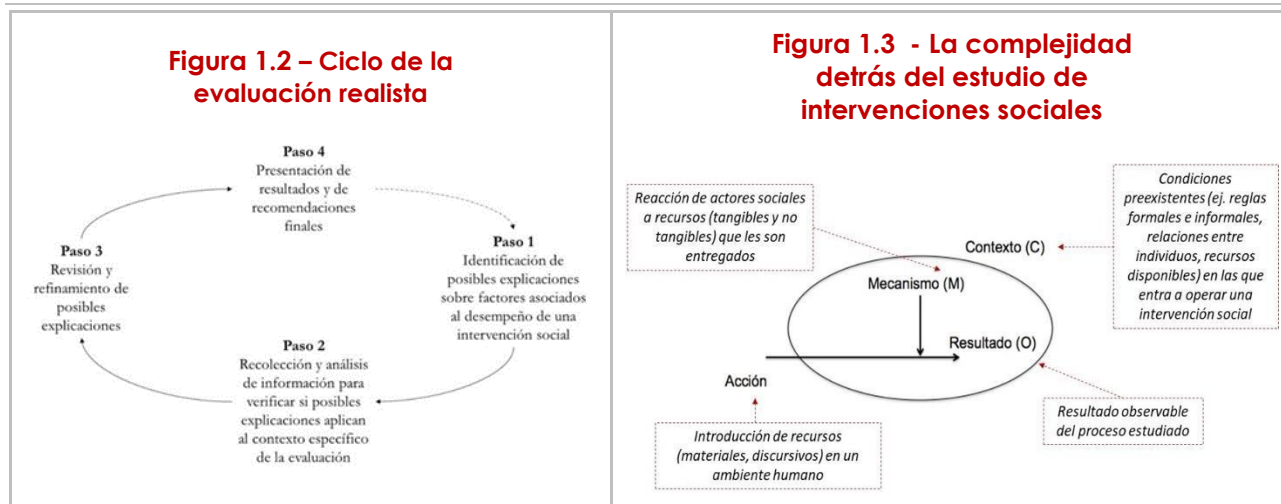 Figura 1.2 – Ciclo de la
evaluación realista
Paso 4
Presentación de
resultados y de
recomendaciones
finales
Paso 1
Identificación de
posibles explicaciones
sobre factores asociados
al desempeño de una
intervención social
Paso 2
Recolección y análisis
de información para
verificar si posibles
explicaciones aplican
al contexto específico
de la evaluación
Paso 3
Revisión y
refinamiento de
posibles
explicaciones
Figura 1.3 - La complejidad
detrás del estudio de
intervenciones sociales
Reacción de actores sociales
a recursos (tangibles y no
tangibles) que les son
entregados
Condiciones
preexistentes (ej. reglas
formales e informales,
relaciones entre
individuos, recursos
disponibles) en las que
entra a operar una
intervención social
Contexto (C)
Mecanismo (M)
Resultado (O)
Acción
Introducción de recursos
(materiales, discursivos) en un
ambiente humano
Resultado observable
del proceso estudiado